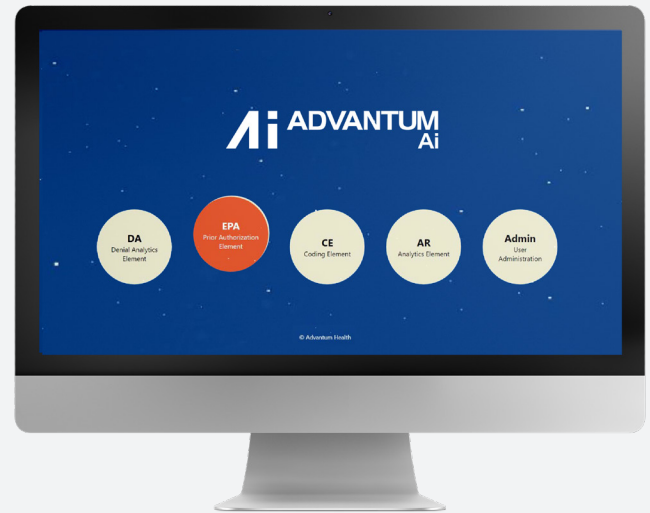 Ai ADVANTUM
Ai
DA
Denial Analytics
Element
EPA
Prior Authorization
Element
CE
Coding Element
AR
Analytics Element
Admin
User
Administration
© Advantum Health